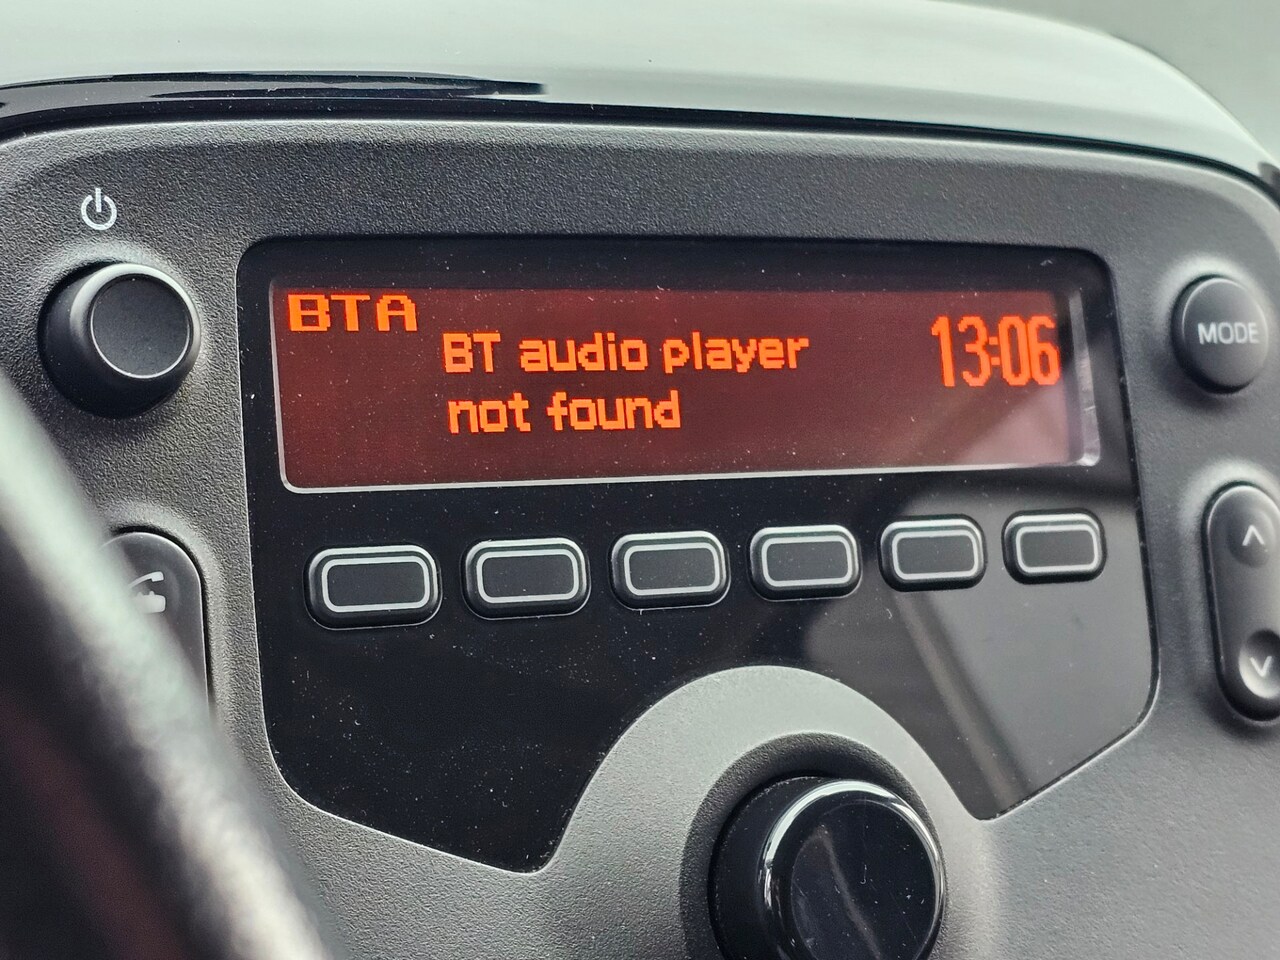 BTA
BT audio player
not found
13:06
MODE